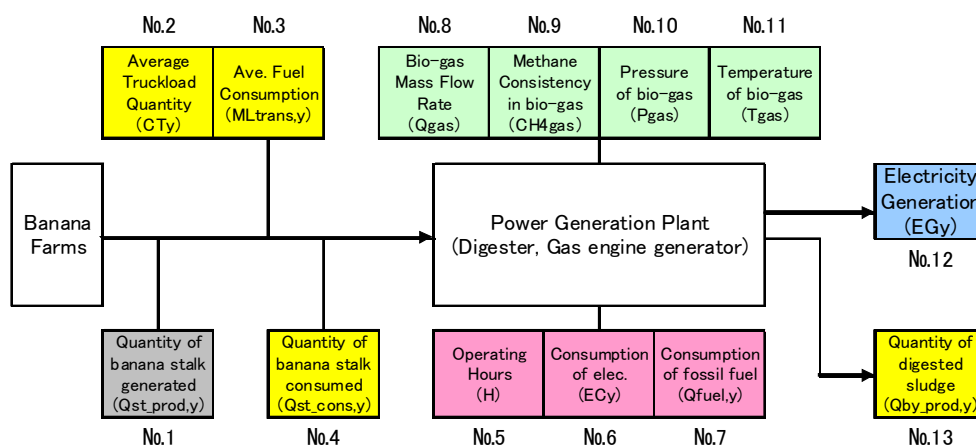 No.2
No.3
No.8
No.9
No.10
No.11
Average
Truckload
Quantity
(CTy)
Ave. Fuel
Consumption
(MLtrans,y)
Bio-gas
Mass Flow
Rate
(Qgas)
Methane
Consistency
in bio-gas
(CH4gas)
Pressure
of bio-gas
(Pgas)
Temperature
of bio-gas
(Tgas)
Banana
Farms
Power Generation Plant
(Digester, Gas engine generator)
Electricity
Generation
(EGy)
No.12
Quantity of
banana stalk
generated
(Qst_prod,y)
Quantity of
banana stalk
consumed
(Qst_cons,y)
Operating
Hours
(H)
Consumption
of elec.
(ECy)
Consumption
of fossil fuel
(Qfuel,y)
Quantity of
digested
sludge
(Qby_prod,y)
No.1
No.4
No.5
No.6
No.7
No.13